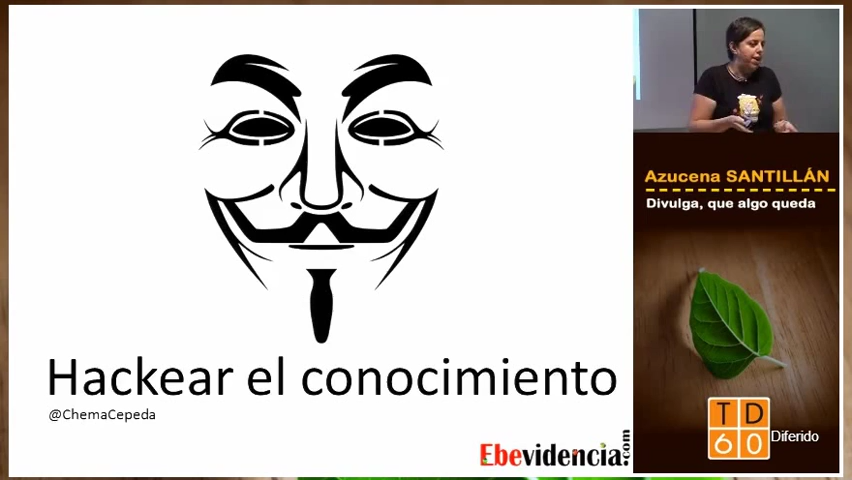 Hackear el conocimiento
@ChemaCepeda
Ebevidencia.com
Azucena SANTILLÁN
Divulga, que algo queda
TD
60
Diferido